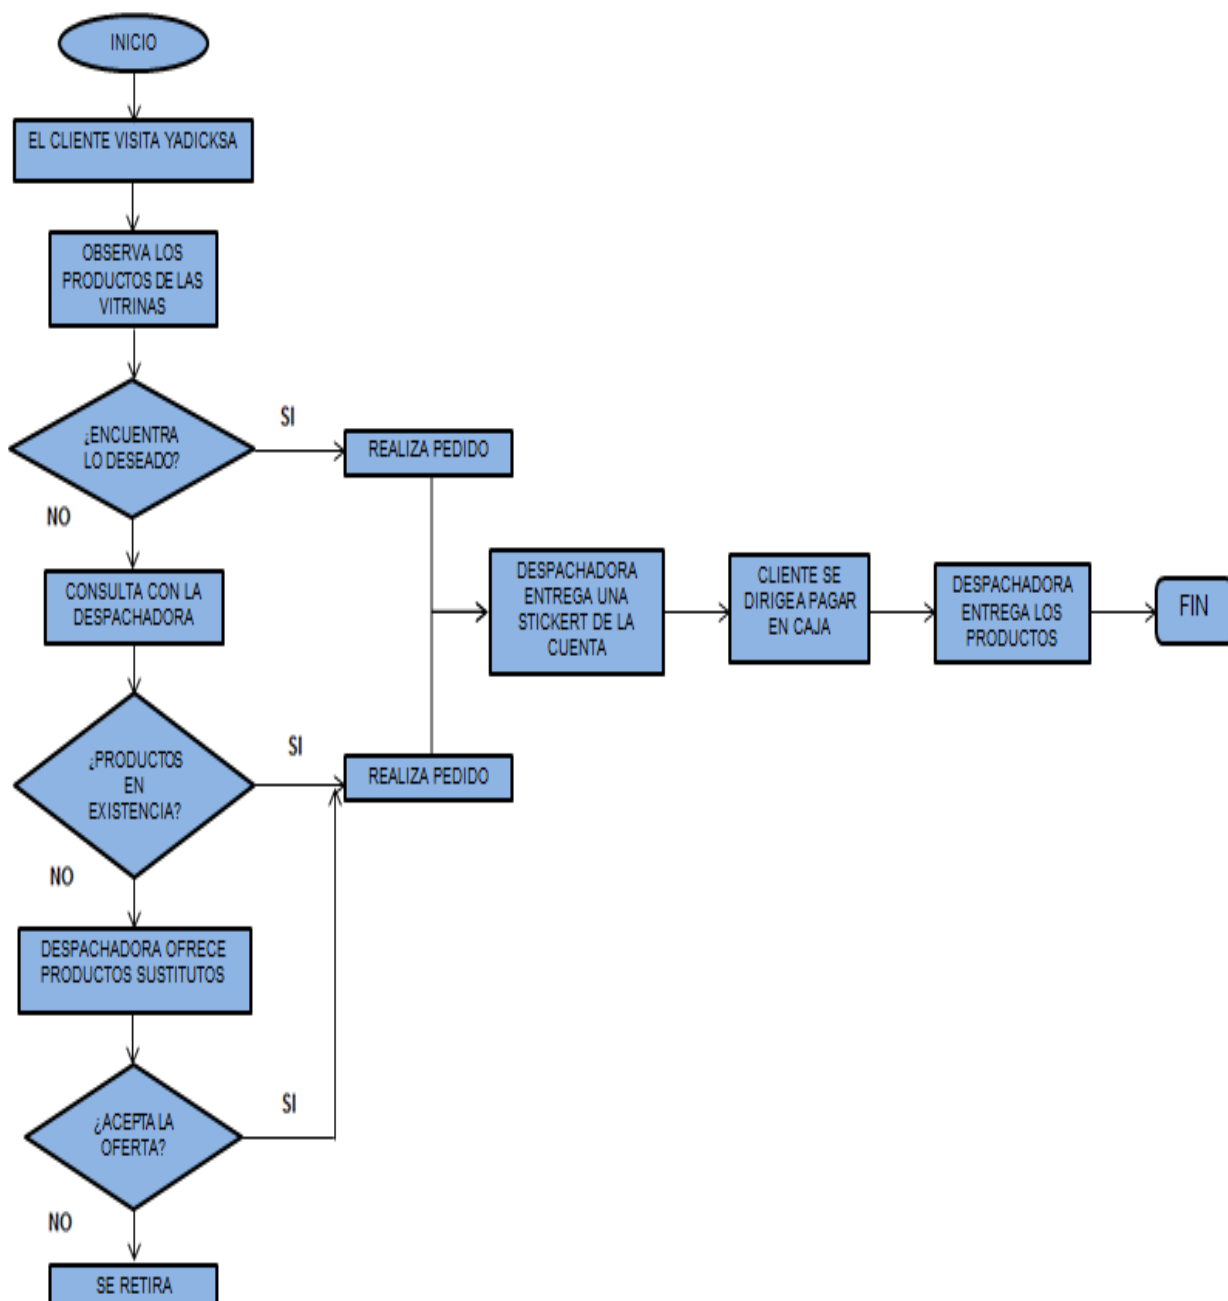 INICIO
EL CLIENTE VISITA YADICKSA
OBSERVA LOS
PRODUCTOS DE LAS
VITRINAS
¿ENCUENTRA
LO DESEADO?
SI
REALIZA PEDIDO
NO
CONSULTA CON LA
DESPACHADORA
DESPACHADORA
ENTREGA UNA
STICKERT DE LA
CUENTA
CLIENTE SE
DIRIGEA PAGAR
EN CAJA
DESPACHADORA
ENTREGA LOS
PRODUCTOS
FIN
¿PRODUCTOS
EN
EXISTENCIA?
SI
REALIZA PEDIDO
NO
DESPACHADORA OFRECE
PRODUCTOS SUSTITUTOS
¿ACEPTA LA
OFERTA?
SI
NO
SE RETIRA